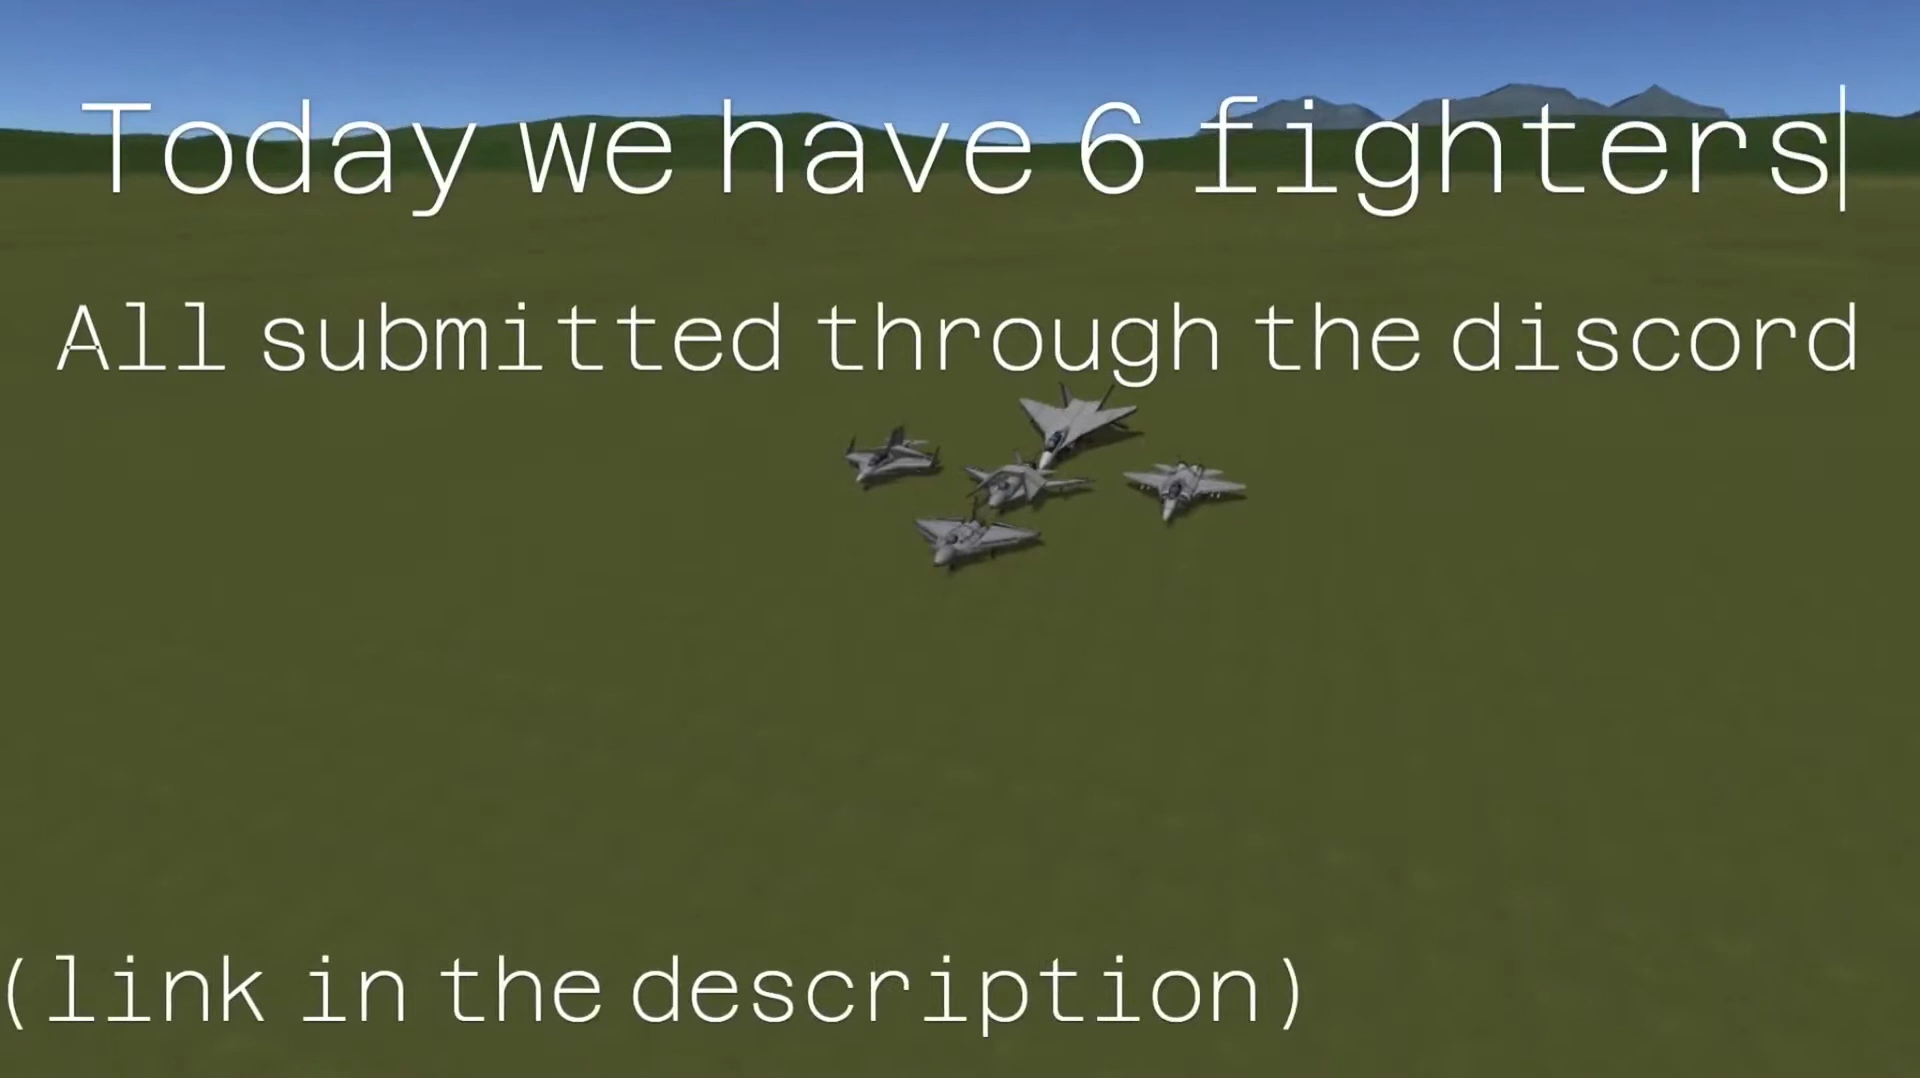 Today we have 6 fighters
All submitted through the discord
(link in the description)